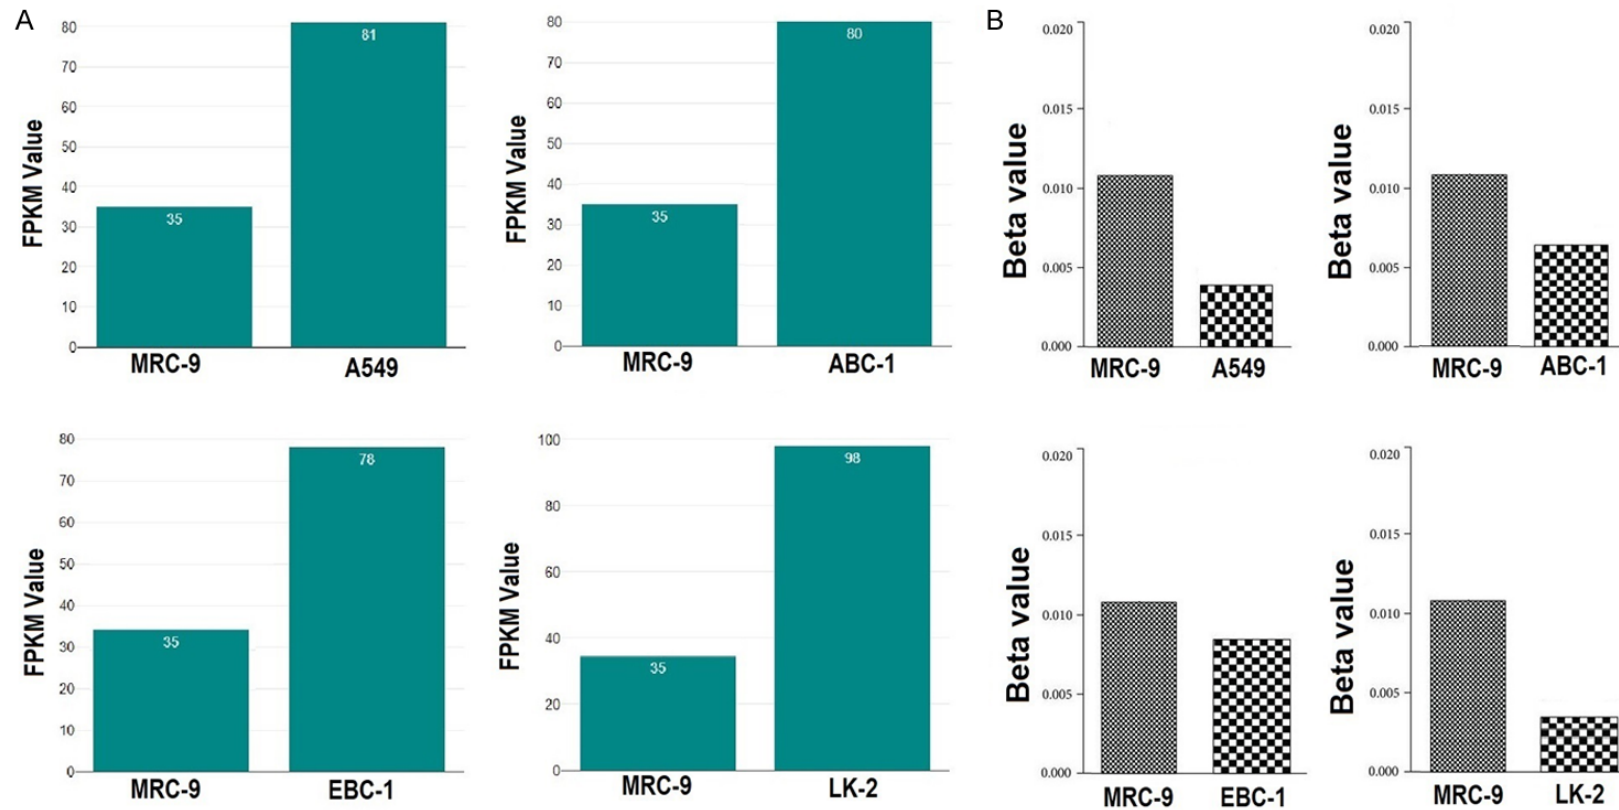 A
FPKM Value
80
70
60
50
40
30
20
10
0
35
81
MRC-9
A549
FPKM Value
80
70
60
50
40
30
20
10
0
35
80
MRC-9
ABC-1
FPKM Value
80
70
60
50
40
30
20
10
0
35
78
MRC-9
EBC-1
FPKM Value
100
80
60
40
20
0
35
98
MRC-9
LK-2
B
Beta value
0.020
0.015
0.010
0.005
0.000
MRC-9
A549
Beta value
0.020
0.015
0.010
0.005
0.000
MRC-9
ABC-1
Beta value
0.020
0.015
0.010
0.005
0.000
MRC-9
EBC-1
Beta value
0.020
0.015
0.010
0.005
0.000
MRC-9
LK-2